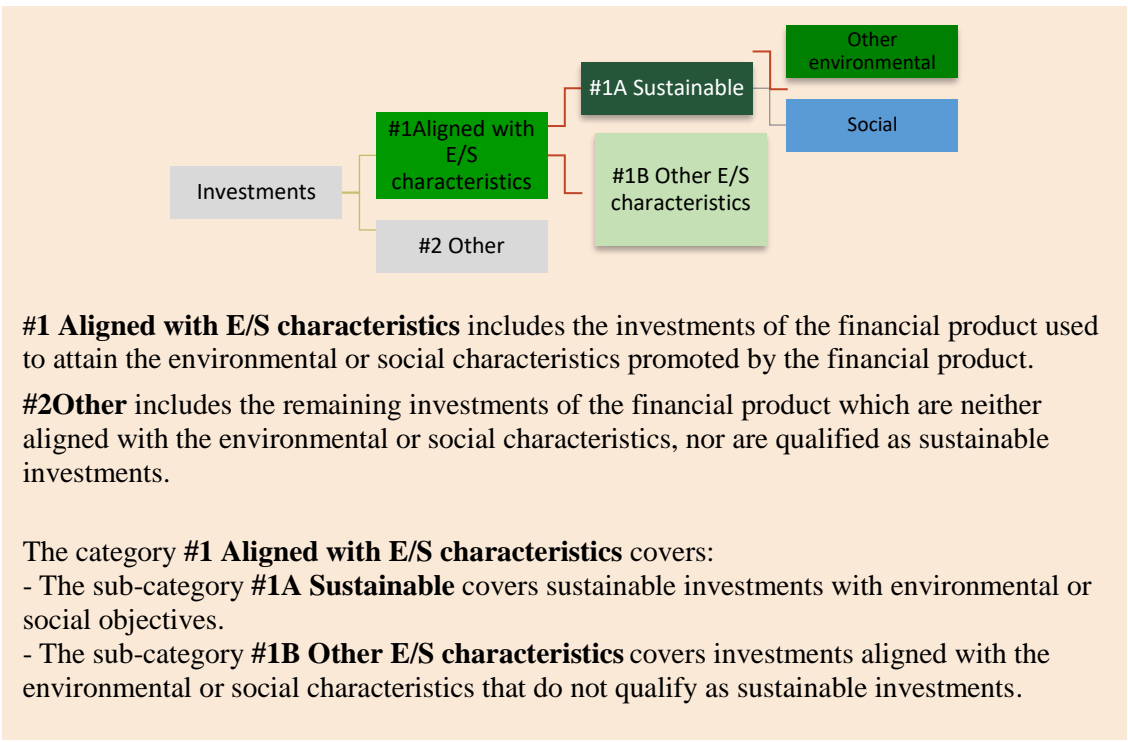 Other
environmental
#1A Sustainable
Social
#1Aligned with
E/S
characteristics
#1B Other E/S
characteristics
Investments
#2 Other
#1 Aligned with E/S characteristics includes the investments of the financial product used
to attain the environmental or social characteristics promoted by the financial product.
#2Other includes the remaining investments of the financial product which are neither
aligned with the environmental or social characteristics, nor are qualified as sustainable
investments.
The category #1 Aligned with E/S characteristics covers:
- The sub-category #1A Sustainable covers sustainable investments with environmental or
social objectives.
- The sub-category #1B Other E/S characteristics covers investments aligned with the
environmental or social characteristics that do not qualify as sustainable investments.